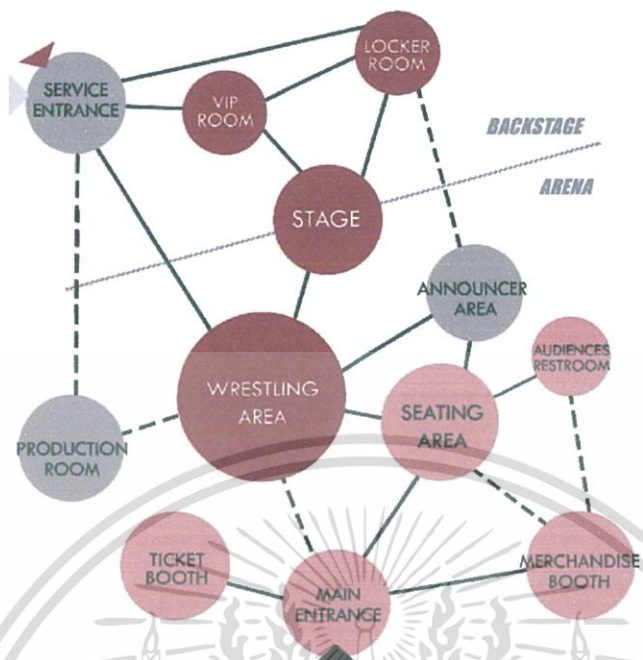 LOCKER
ROOM
SERVICE
ENTRANCE
VIP
ROOM
BACKSTAGE
ARENA
STAGE
ANNOUNCER
AREA
AUDIENCES
RESTROOM
WRESTLING
AREA
SEATING
AREA
PRODUCTION
ROOM
TICKET
BOOTH
MERCHANDISE
BOOTH
MAIN
ENTRANCE